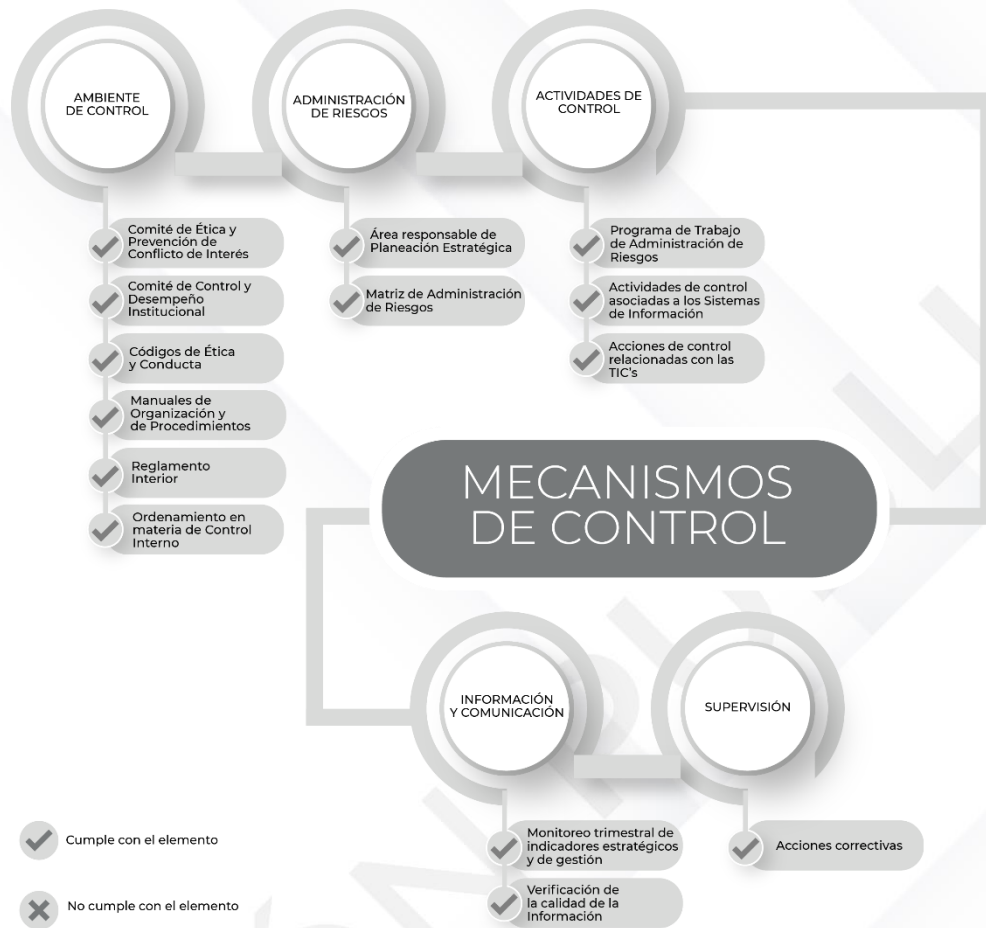 AMBIENTE
DE CONTROL
ADMINISTRACIÓN
DE RIESGOS
ACTIVIDADES DE
CONTROL
Comité de Ética y
Prevención de
Conflicto de Interés
Comité de Control y
Desempeño
Institucional
Códigos de Ética
y Conducta
Manuales de
Organización y
de Procedimientos
Reglamento
Interior
Ordenamiento en
materia de Control
Interno
Área responsable de
Planeación Estratégica
Matriz de Administración
de Riesgos
Programa de Trabajo
de Administración de
Riesgos
Actividades de control
asociadas a los Sistemas
de Información
Acciones de control
relacionadas con las
TIC's
MECANISMOS
DE CONTROL
INFORMACIÓN
Y COMUNICACIÓN
SUPERVISIÓN
Monitoreo trimestral de
indicadores estratégicos
y de gestión
Verificación de
la calidad de la
Información
Acciones correctivas
Cumple con el elemento
No cumple con el elemento